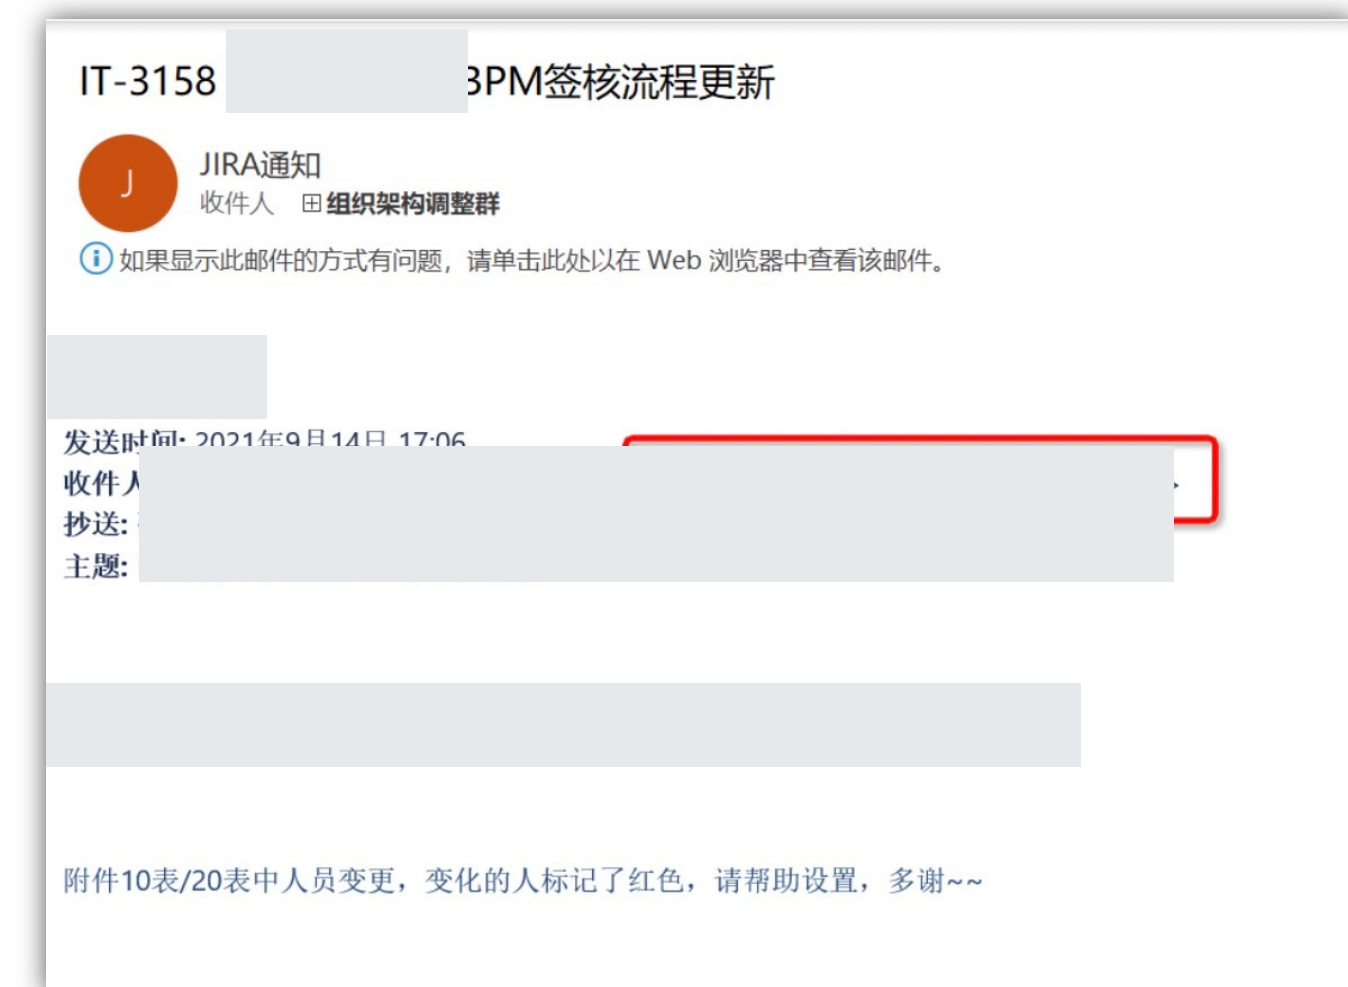 IT-3158 BPM签核流程更新
J
JIRA通知
收件人 组织架构调整群
如果显示此邮件的方式有问题，请单击此处以在 Web 浏览器中查看该邮件。
发送时间: 2021年9月14日 17:06
收件人
抄送:
主题:
附件10表/20表中人员变更，变化的人标记了红色，请帮助设置，多谢~~